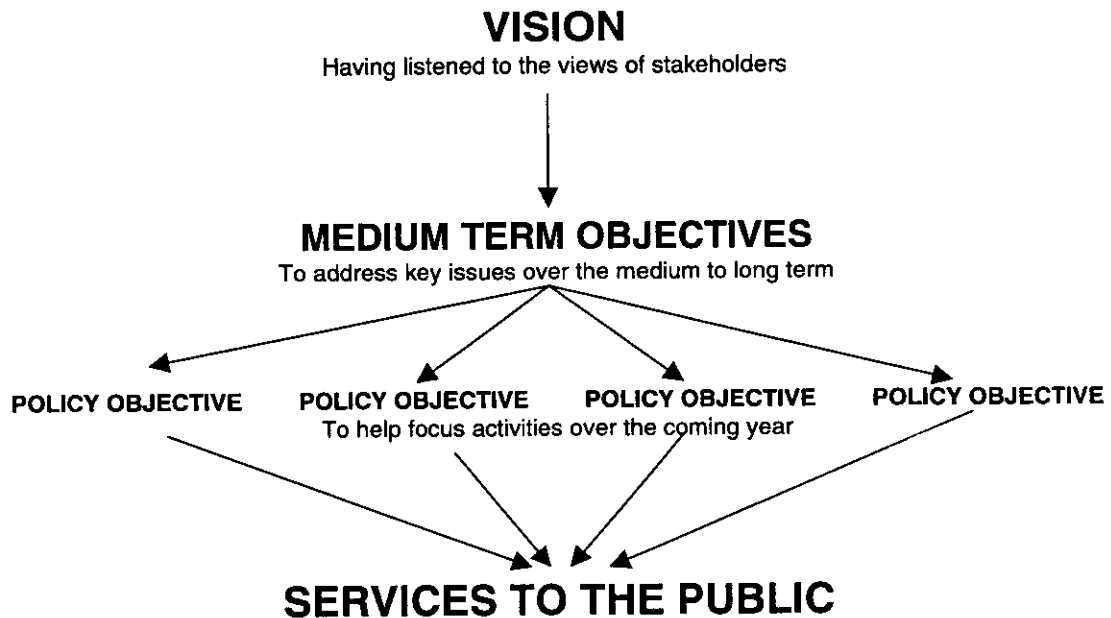 VISION
Having listened to the views of stakeholders
MEDIUM TERM OBJECTIVES
To address key issues over the medium to long term
POLICY OBJECTIVE POLICY OBJECTIVE POLICY OBJECTIVE POLICY OBJECTIVE
To help focus activities over the coming year
SERVICES TO THE PUBLIC